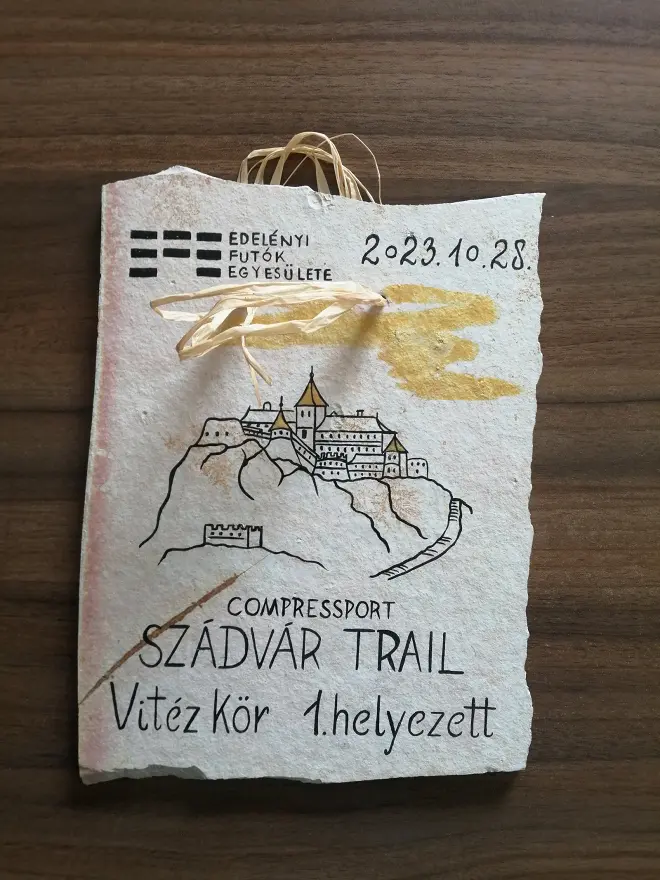 EDELÉNYI
FUTÓK
EGYESÜLETE
2023.10.28.
COMPRESSPORT
SZÁDVÁR TRAIL
Vitéz Kör 1.helyezett